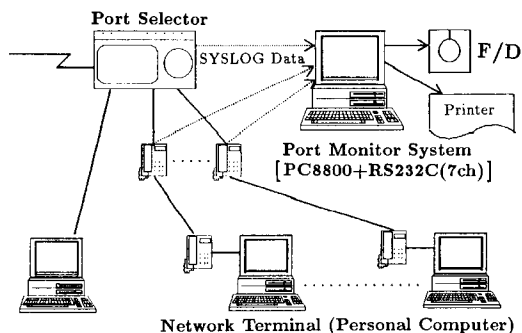 Port Selector
SYSLOG Data
F/D
Printer
Port Monitor System
[PC8800+RS232C(7ch)]
Network Terminal (Personal Computer)